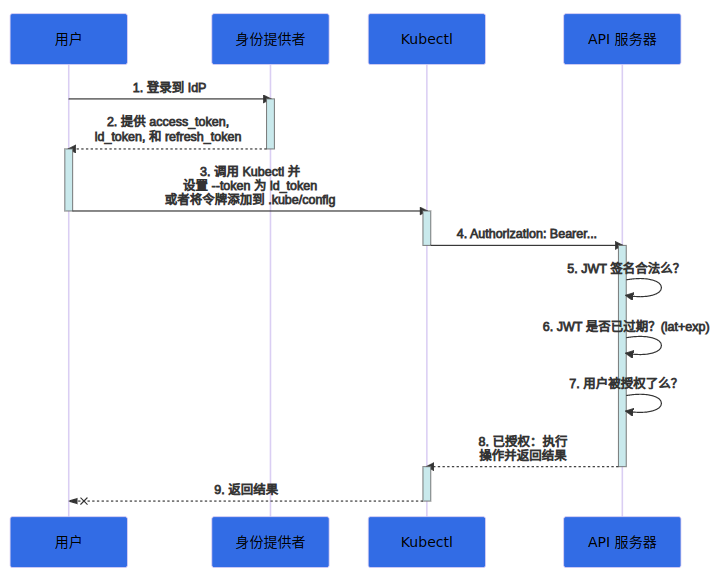 用户
身份提供者
Kubectl
API 服务器
1. 登录到 IdP
2. 提供 access_token,
id_token, 和 refresh_token
3. 调用 Kubectl 并
设置 --token 为 id_token
或者将令牌添加到 .kube/config
4. Authorization: Bearer...
5. JWT 签名合法么?
6. JWT 是否已过期? (iat+exp)
7. 用户被授权了么?
8. 已授权：执行
操作并返回结果
9. 返回结果
用户
身份提供者
Kubectl
API 服务器